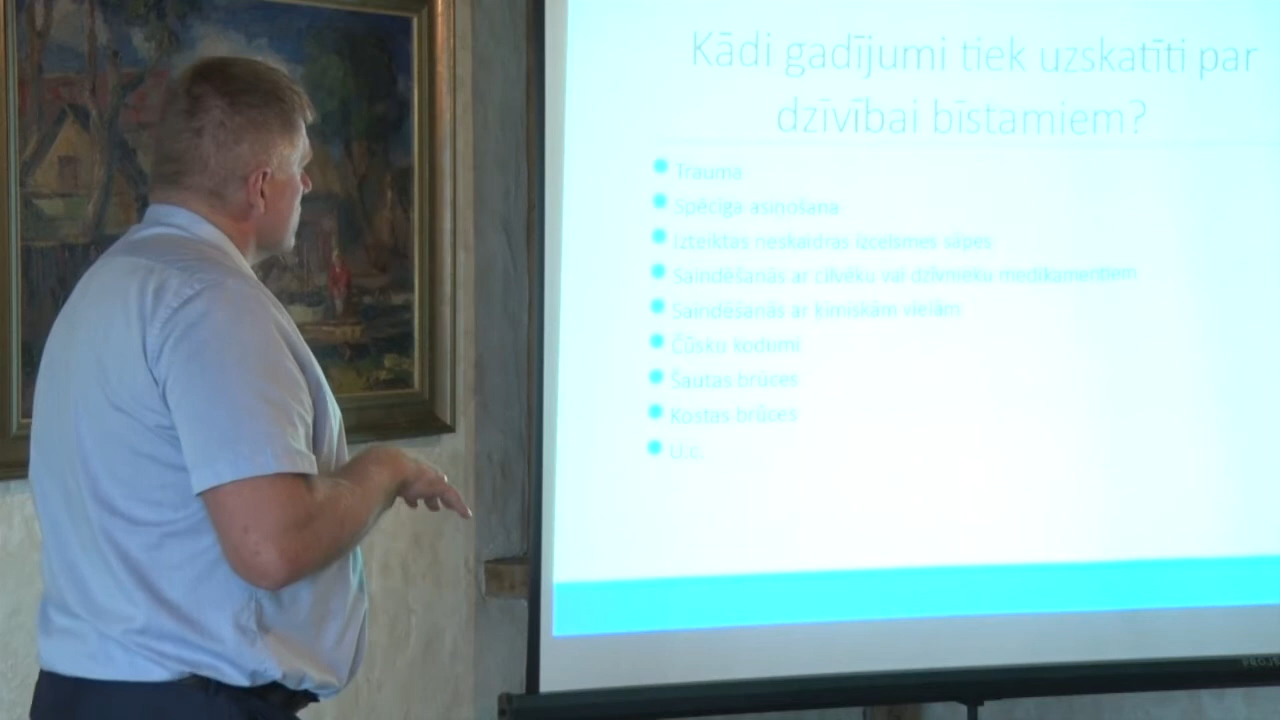 Kādi gadījumi tiek uzskatīti par
dzīvībai bīstamiem?
Trauma
Spēcīga asiņošana
Izteiktas neskaidras izcelsmes sāpes
Saindēšanās ar cilvēku vai dzīvnieku medikamentiem
Saindēšanās ar ķīmiskām vielām
Čūsku kodumi
Šautas brūces
Kostas brūces
U.c.